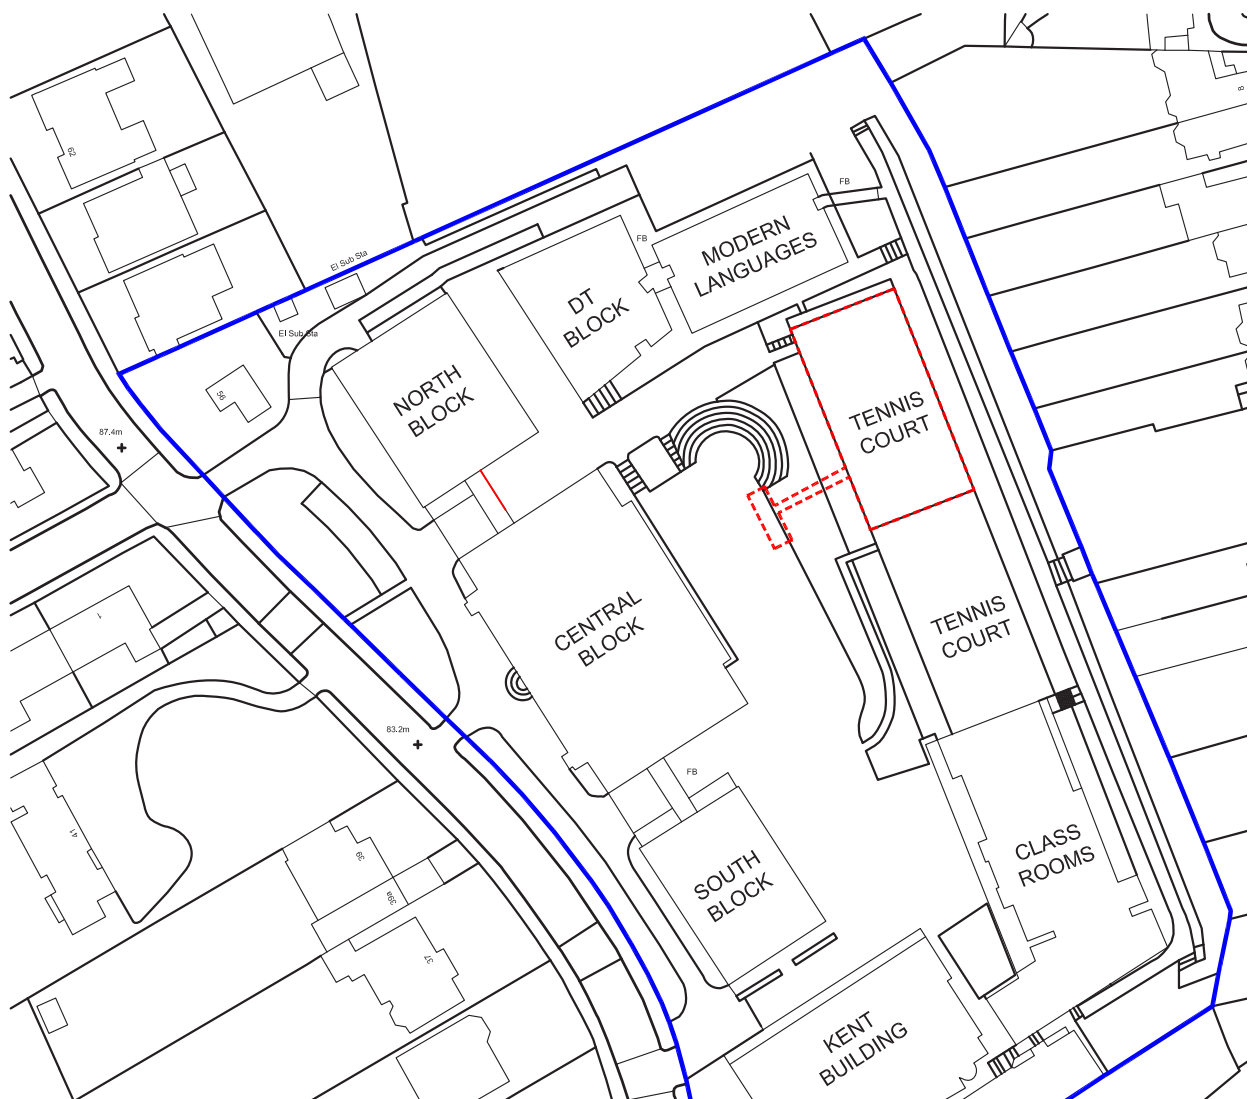 62
8
FB
MODERN
LANGUAGES
FB
El Sub Sta
DT
BLOCK
El Sub Sta
NORTH
BLOCK
56
TENNIS
COURT
87.4m
1
CENTRAL
BLOCK
TENNIS
COURT
83.2m
FB
41
39
39a
37
SOUTH
BLOCK
CLASS
ROOMS
KENT
BUILDING